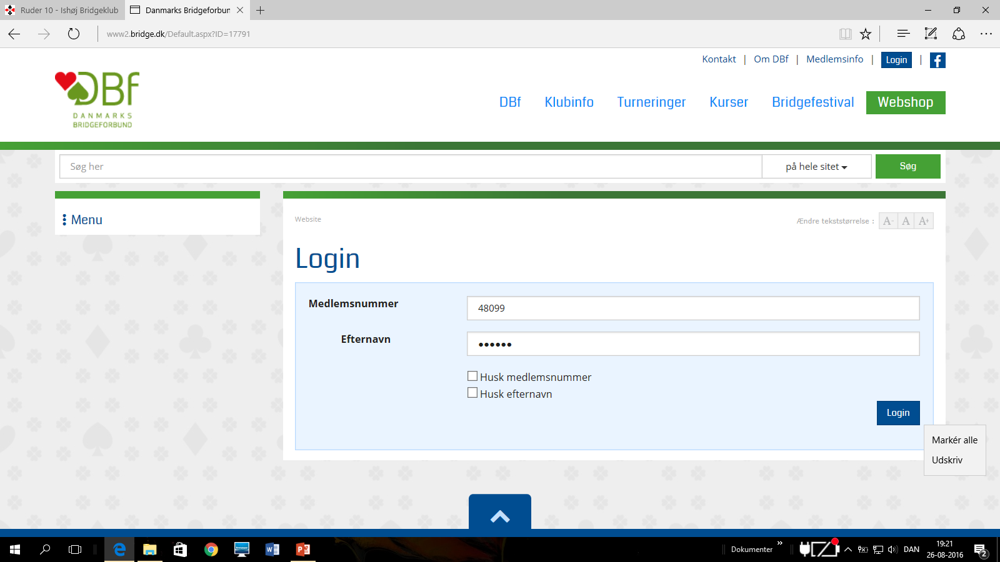 Ruder 10 - Ishøj Bridgeklub
Danmarks Bridgeforbun
www2.bridge.dk/Default.aspx?ID=17791
Kontakt | Om DBf | Medlemsinfo | Login |
DBf
DANMARKS
BRIDGEFORBUND
DBf Klubinfo Turneringer Kurser Bridgefestival Webshop
Søg her
på hele sitet
Søg
Menu
Website
Ændre tekststørrelse : A- A A+
Login
Medlemsnummer
48099
Efternavn
••••••
Husk medlemsnummer
Husk efternavn
Login
Markér alle
Udskriv
Dokumenter
DAN
19:21
26-08-2016
2